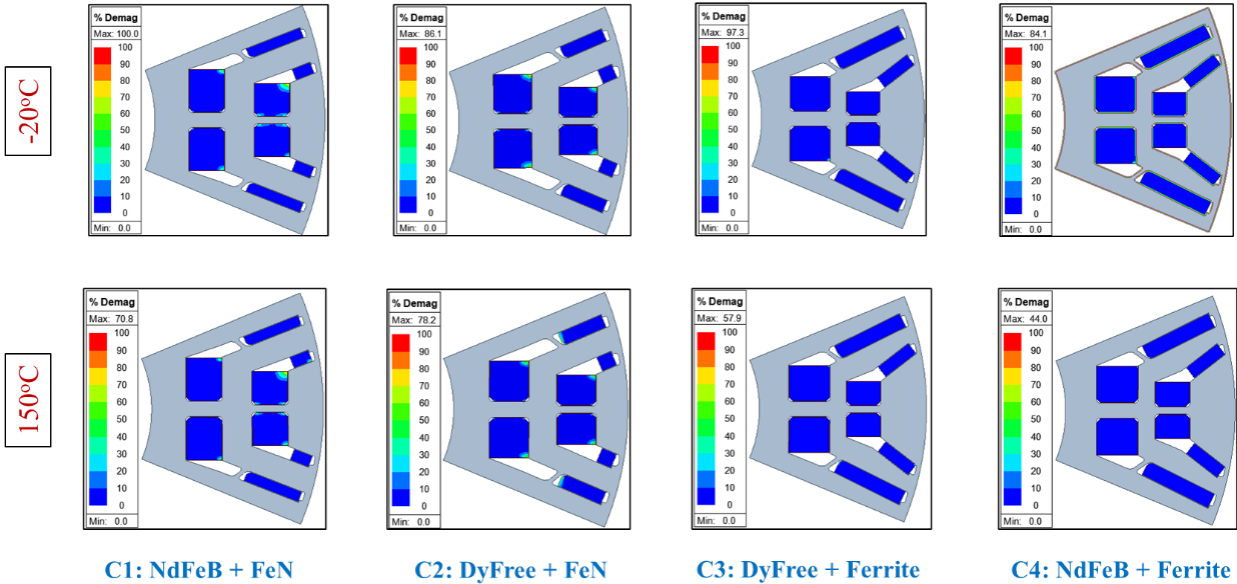 % Demag
Max: 100.0
100
90
80
70
60
50
40
30
20
10
0
Min: 0.0
% Demag
Max: 86.1
100
90
80
70
60
50
40
30
20
10
0
Min: 0.0
% Demag
Max: 97.3
100
90
80
70
60
50
40
30
20
10
0
Min: 0.0
% Demag
Max: 84.1
100
90
80
70
60
50
40
30
20
10
0
Min: 0.0
-20°C
% Demag
Max: 70.8
100
90
80
70
60
50
40
30
20
10
0
Min: 0.0
% Demag
Max: 78.2
100
90
80
70
60
50
40
30
20
10
0
Min: 0.0
% Demag
Max: 57.9
100
90
80
70
60
50
40
30
20
10
0
Min: 0.0
% Demag
Max: 44.0
100
90
80
70
60
50
40
30
20
10
0
Min: 0.0
150°C
C1: NdFeB + FeN
C2: DyFree + FeN
C3: DyFree + Ferrite
C4: NdFeB + Ferrite